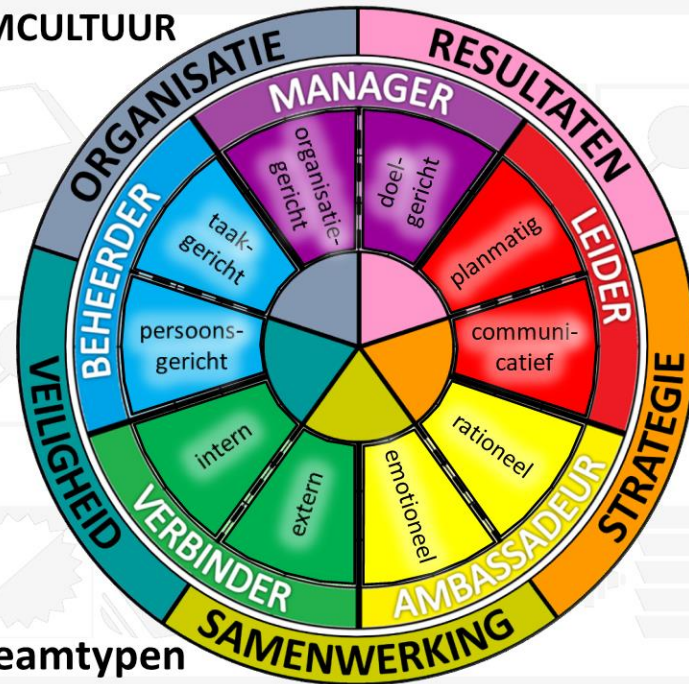 MCULTUUR
ORGANISATIE
RESULTATEN
STRATEGIE
SAMENWERKING
VEILIGHEID
MANAGER
LEIDER
AMBASSADEUR
VERBINDER
BEHEERDER
organisatie-
gericht
doel-
gericht
planmatig
communi-
catief
rationeel
emotioneel
extern
intern
persoons-
gericht
taak-
gericht
eamtypen